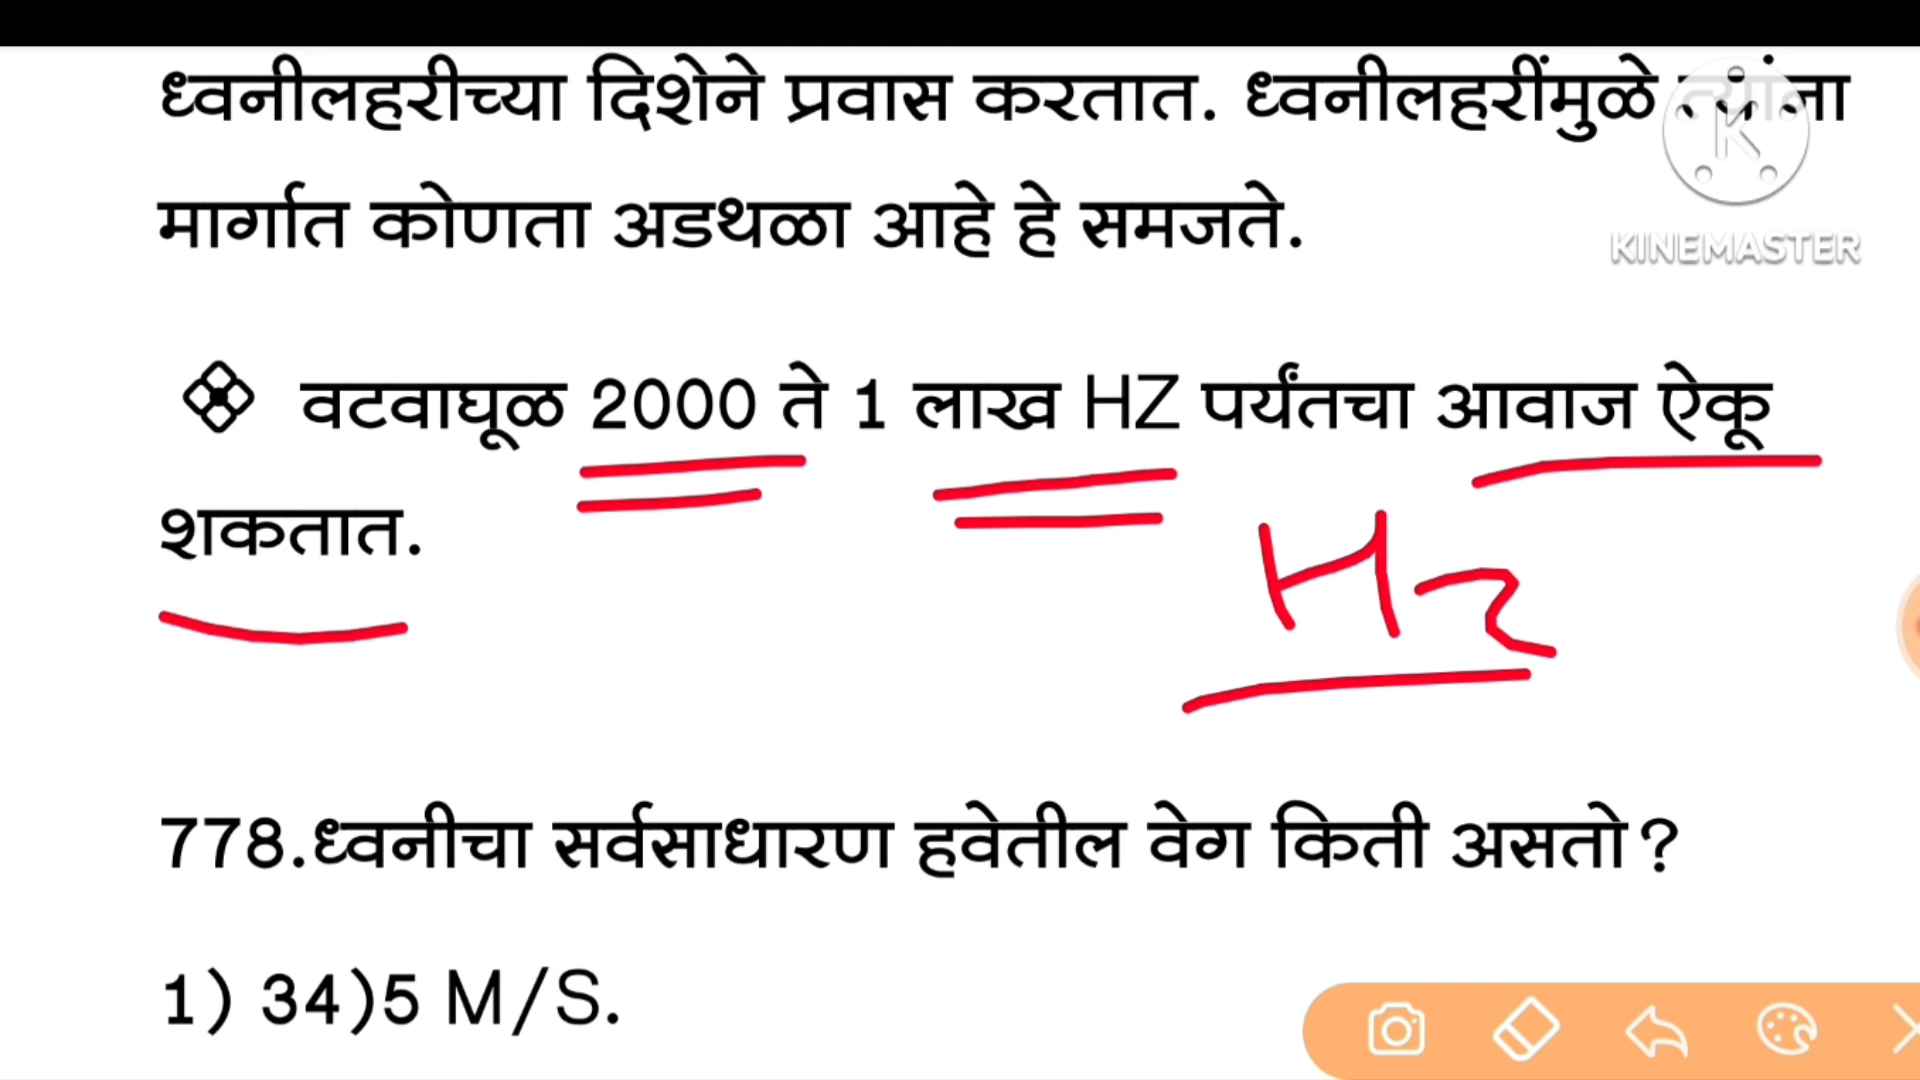 ध्वनीलहरीच्या दिशेने प्रवास करतात. ध्वनीलहरींमुळे त्यांना
मार्गात कोणता अडथळा आहे हे समजते.
KINEMASTER
वटवाघूळ 2000 ते 1 लाख HZ पर्यंतचा आवाज ऐकू
शकतात.
Hz
778.ध्वनीचा सर्वसाधारण हवेतील वेग किती असतो?
1) 34)5 M/S.